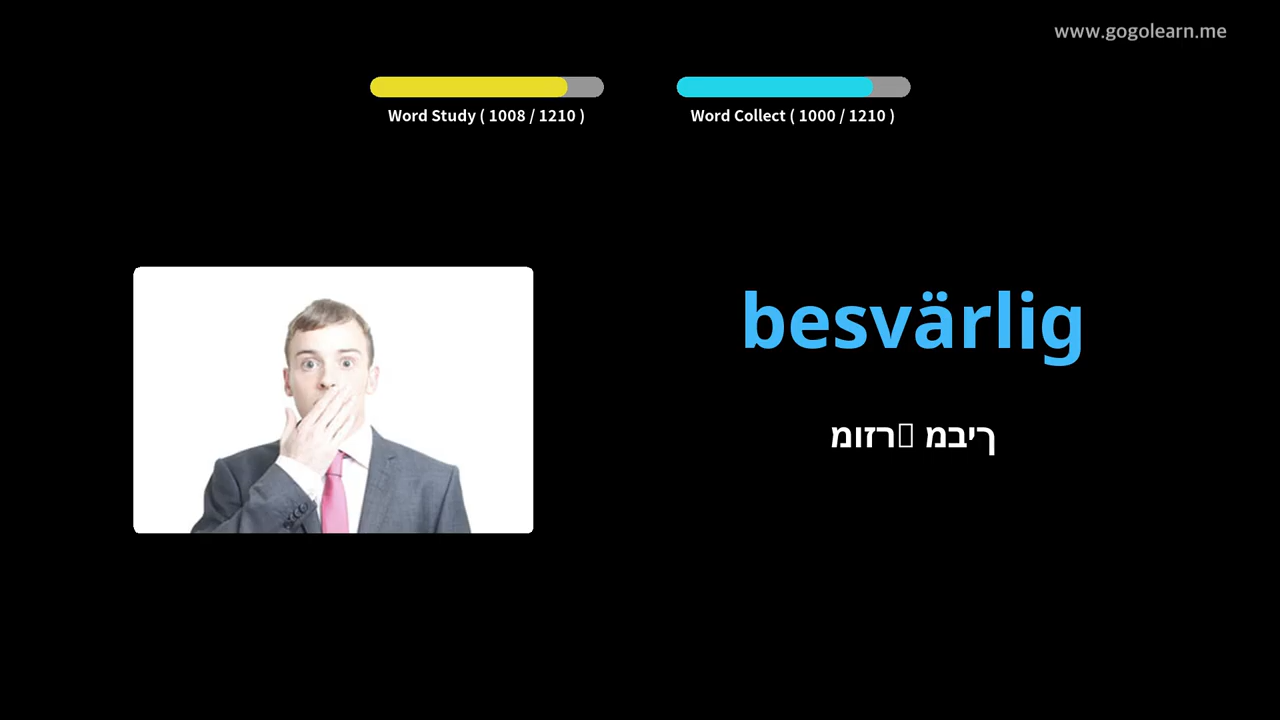 www.gogolearn.me
Word Study ( 1008 / 1210 )
Word Collect ( 1000 / 1210 )
besvärlig
מוזר▯ מביך